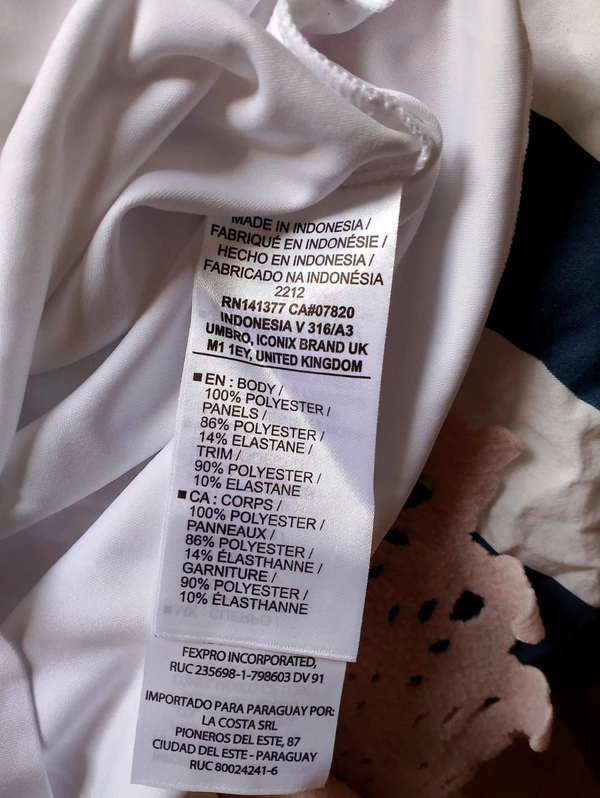 MADE IN INDONESIA /
FABRIQUÉ EN INDONÉSIE /
HECHO EN INDONESIA /
FABRICADO NA INDONÉSIA
2212
RN141377 CA#07820
INDONESIA V 316/A3
UMBRO, ICONIX BRAND UK
M1 1EY, UNITED KINGDOM
■ EN : BODY /
100% POLYESTER /
PANELS /
86% POLYESTER /
14% ELASTANE /
TRIM /
90% POLYESTER /
10% ELASTANE
■ CA : CORPS /
100% POLYESTER /
PANNEAUX /
86% POLYESTER /
14% ÉLASTHANNE /
GARNITURE /
90% POLYESTER /
10% ÉLASTHANNE
FEXPRO INCORPORATED,
RUC 235698-1-798603 DV 91
IMPORTADO PARA PARAGUAY POR:
LA COSTA SRL
PIONEROS DEL ESTE, 87
CIUDAD DEL ESTE - PARAGUAY
RUC 80024241-6